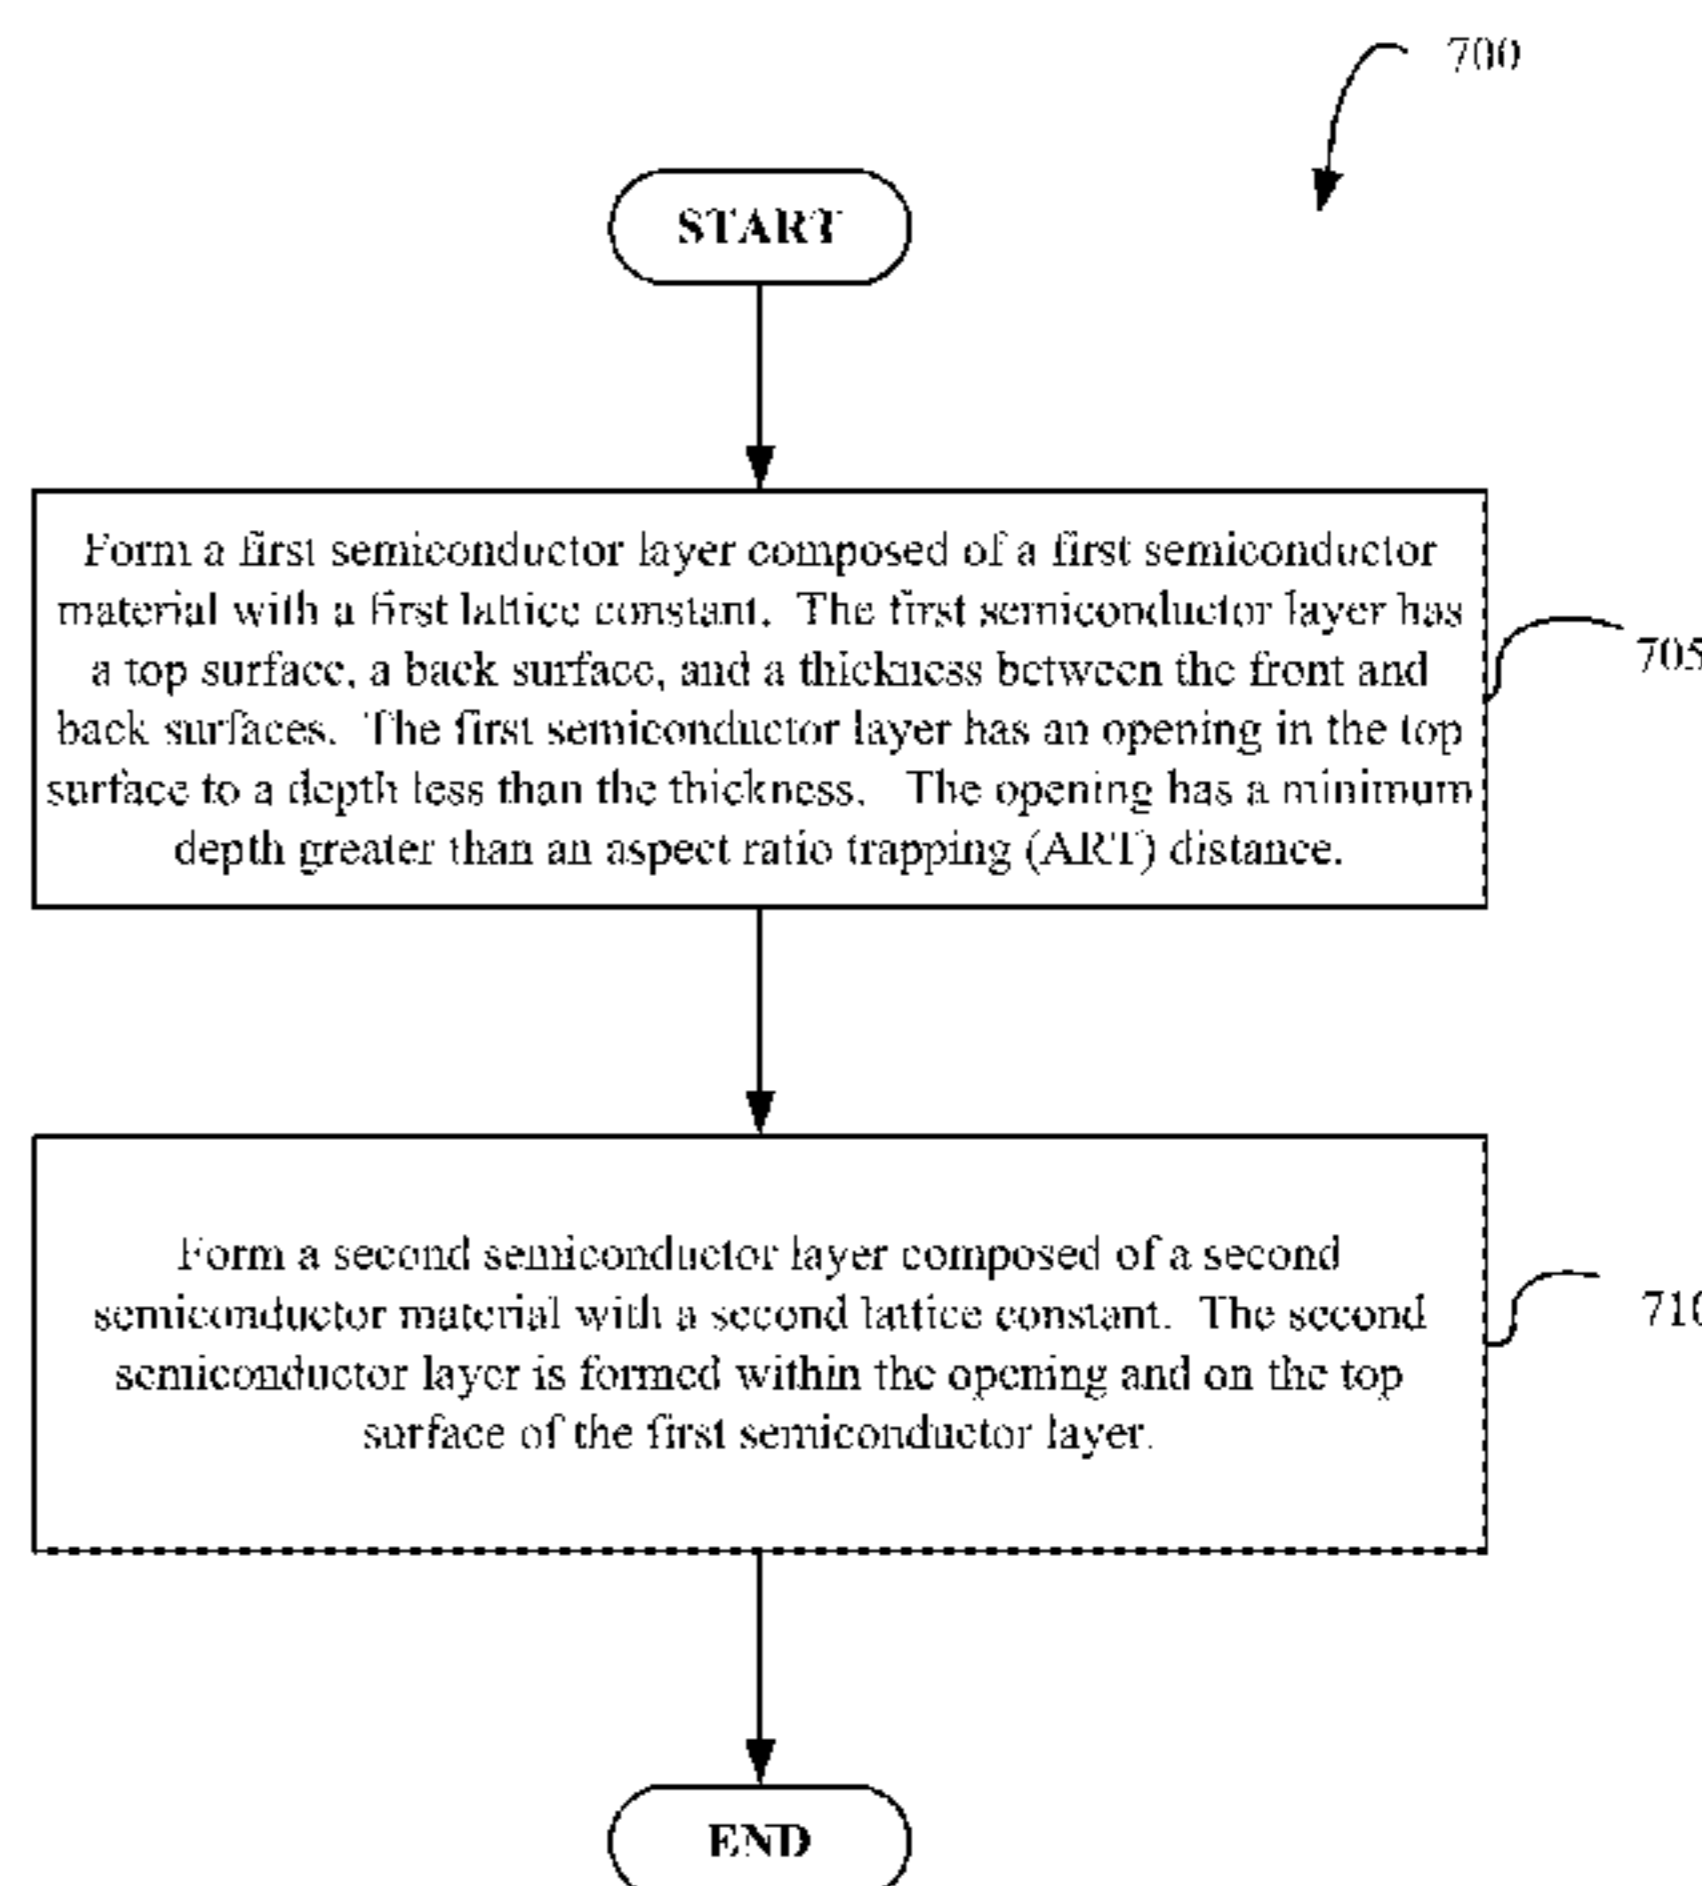 700
START
Form a first semiconductor layer composed of a first semiconductor
material with a first lattice constant. The first semiconductor layer has
a top surface, a back surface, and a thickness between the front and
back surfaces. The first semiconductor layer has an opening in the top
surface to a depth less than the thickness. The opening has a minimum
depth greater than an aspect ratio trapping (ART) distance.
705
Form a second semiconductor layer composed of a second
semiconductor material with a second lattice constant. The second
semiconductor layer is formed within the opening and on the top
surface of the first semiconductor layer.
710
END